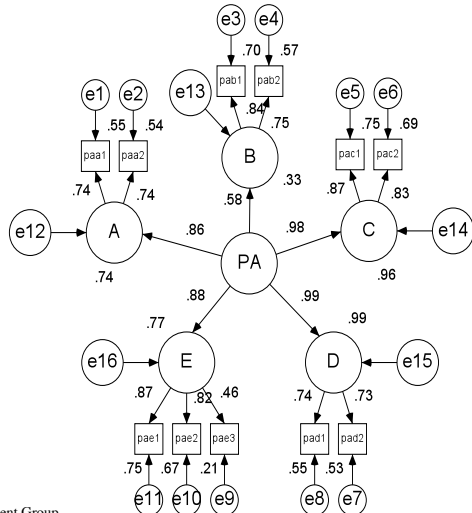 e3 e4
.70 .57
e13 pab1 pab2
e1 e2 e5 e6
.84 .75
.55 .54 B .75 .69
paa1 paa2 pac1 pac2
.33
.74 .74 .58 .87 .83
.86 .98
e12 A C e14
PA
.74 .96
.88 .99
.77 .99
e16 E D e15
.87 .82 .46 .74 .73
pae1 pae2 pae3 pad1 pad2
.75 .67 .21 .55 .53
e11 e10 e9 e8 e7
ent Group